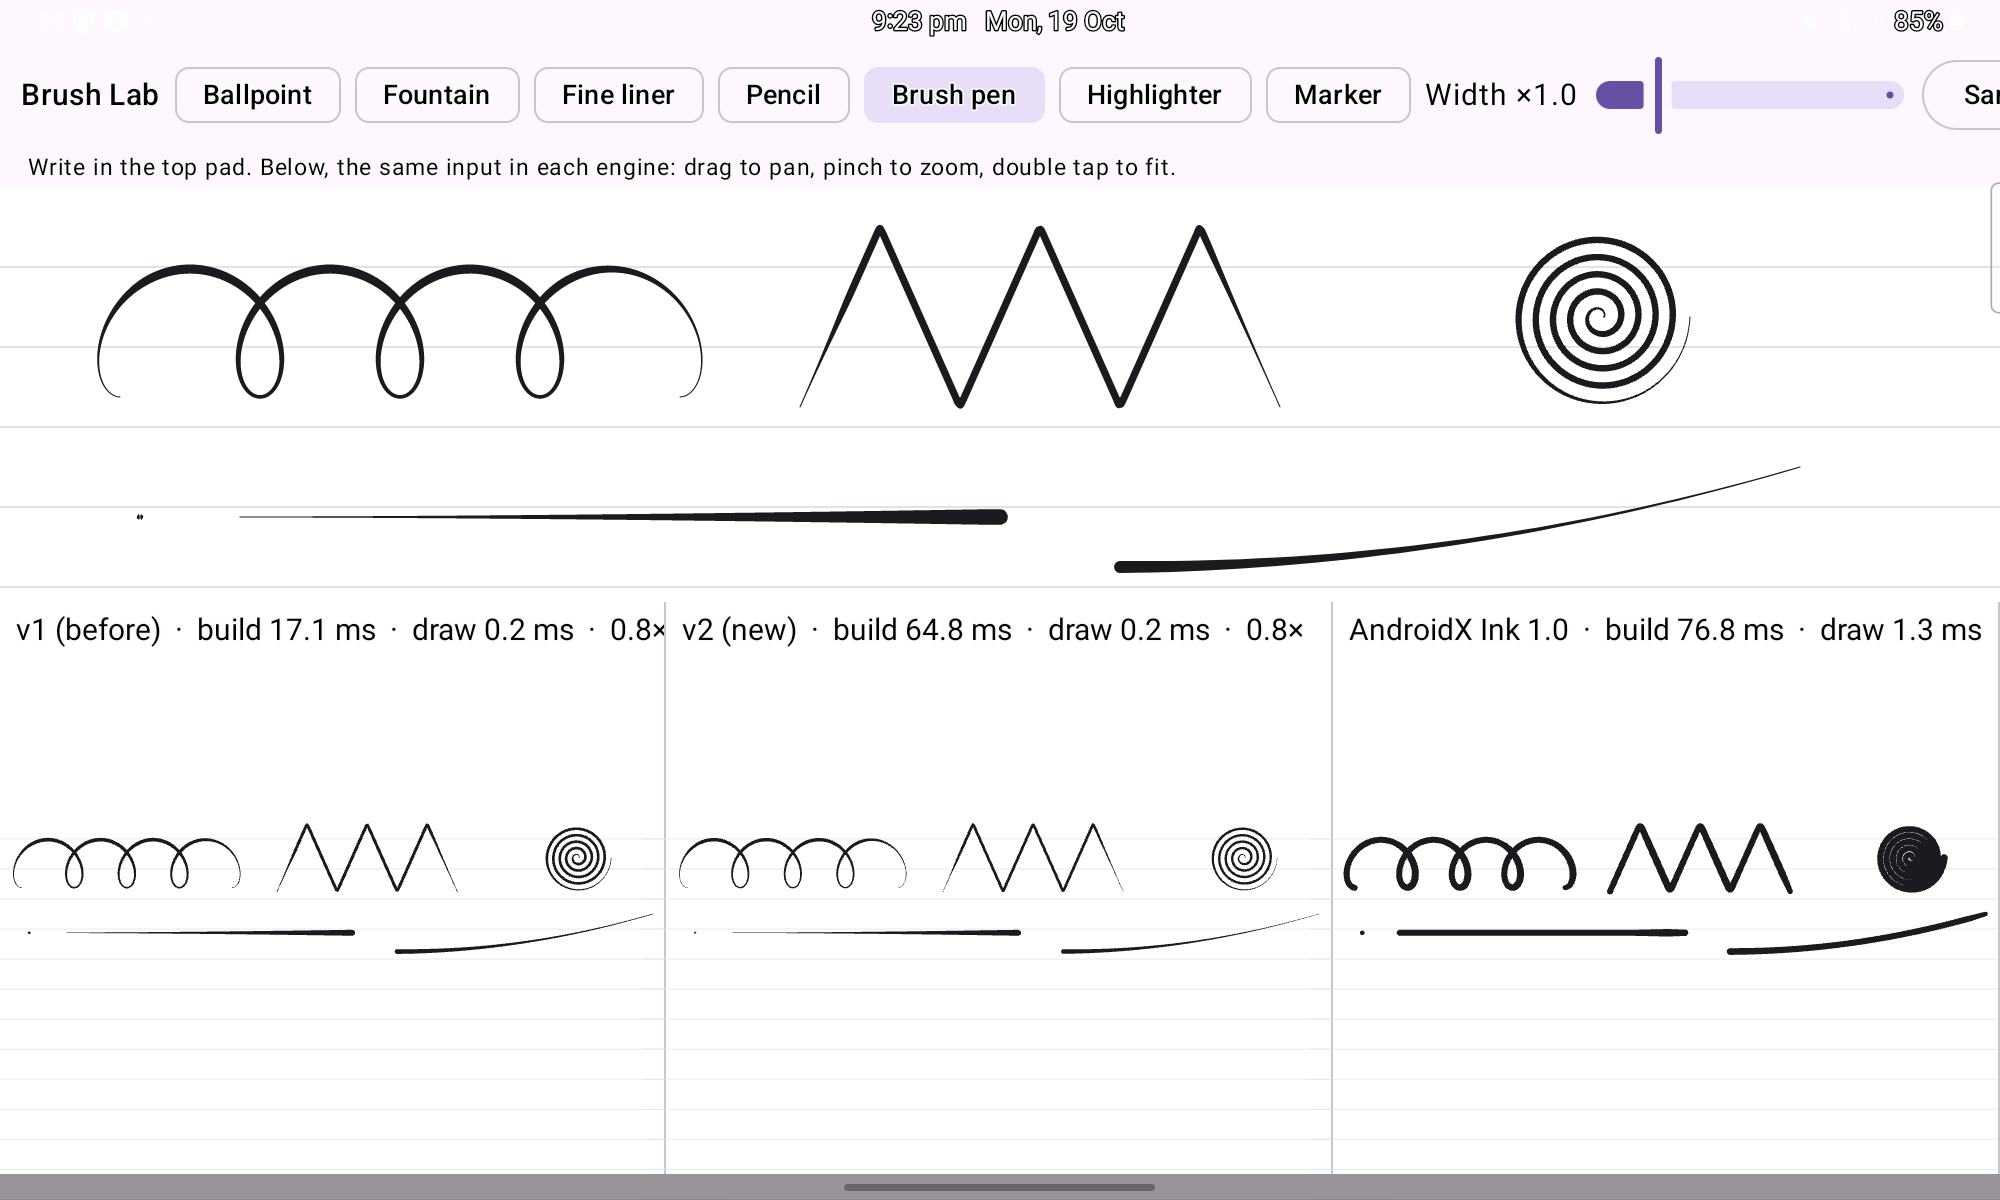 9:23 pm Mon, 19 Oct 85%
Brush Lab Ballpoint Fountain Fine liner Pencil Brush pen Highlighter Marker Width ×1.0
Write in the top pad. Below, the same input in each engine: drag to pan, pinch to zoom, double tap to fit.
v1 (before) · build 17.1 ms · draw 0.2 ms · 0.8×
v2 (new) · build 64.8 ms · draw 0.2 ms · 0.8×
AndroidX Ink 1.0 · build 76.8 ms · draw 1.3 ms